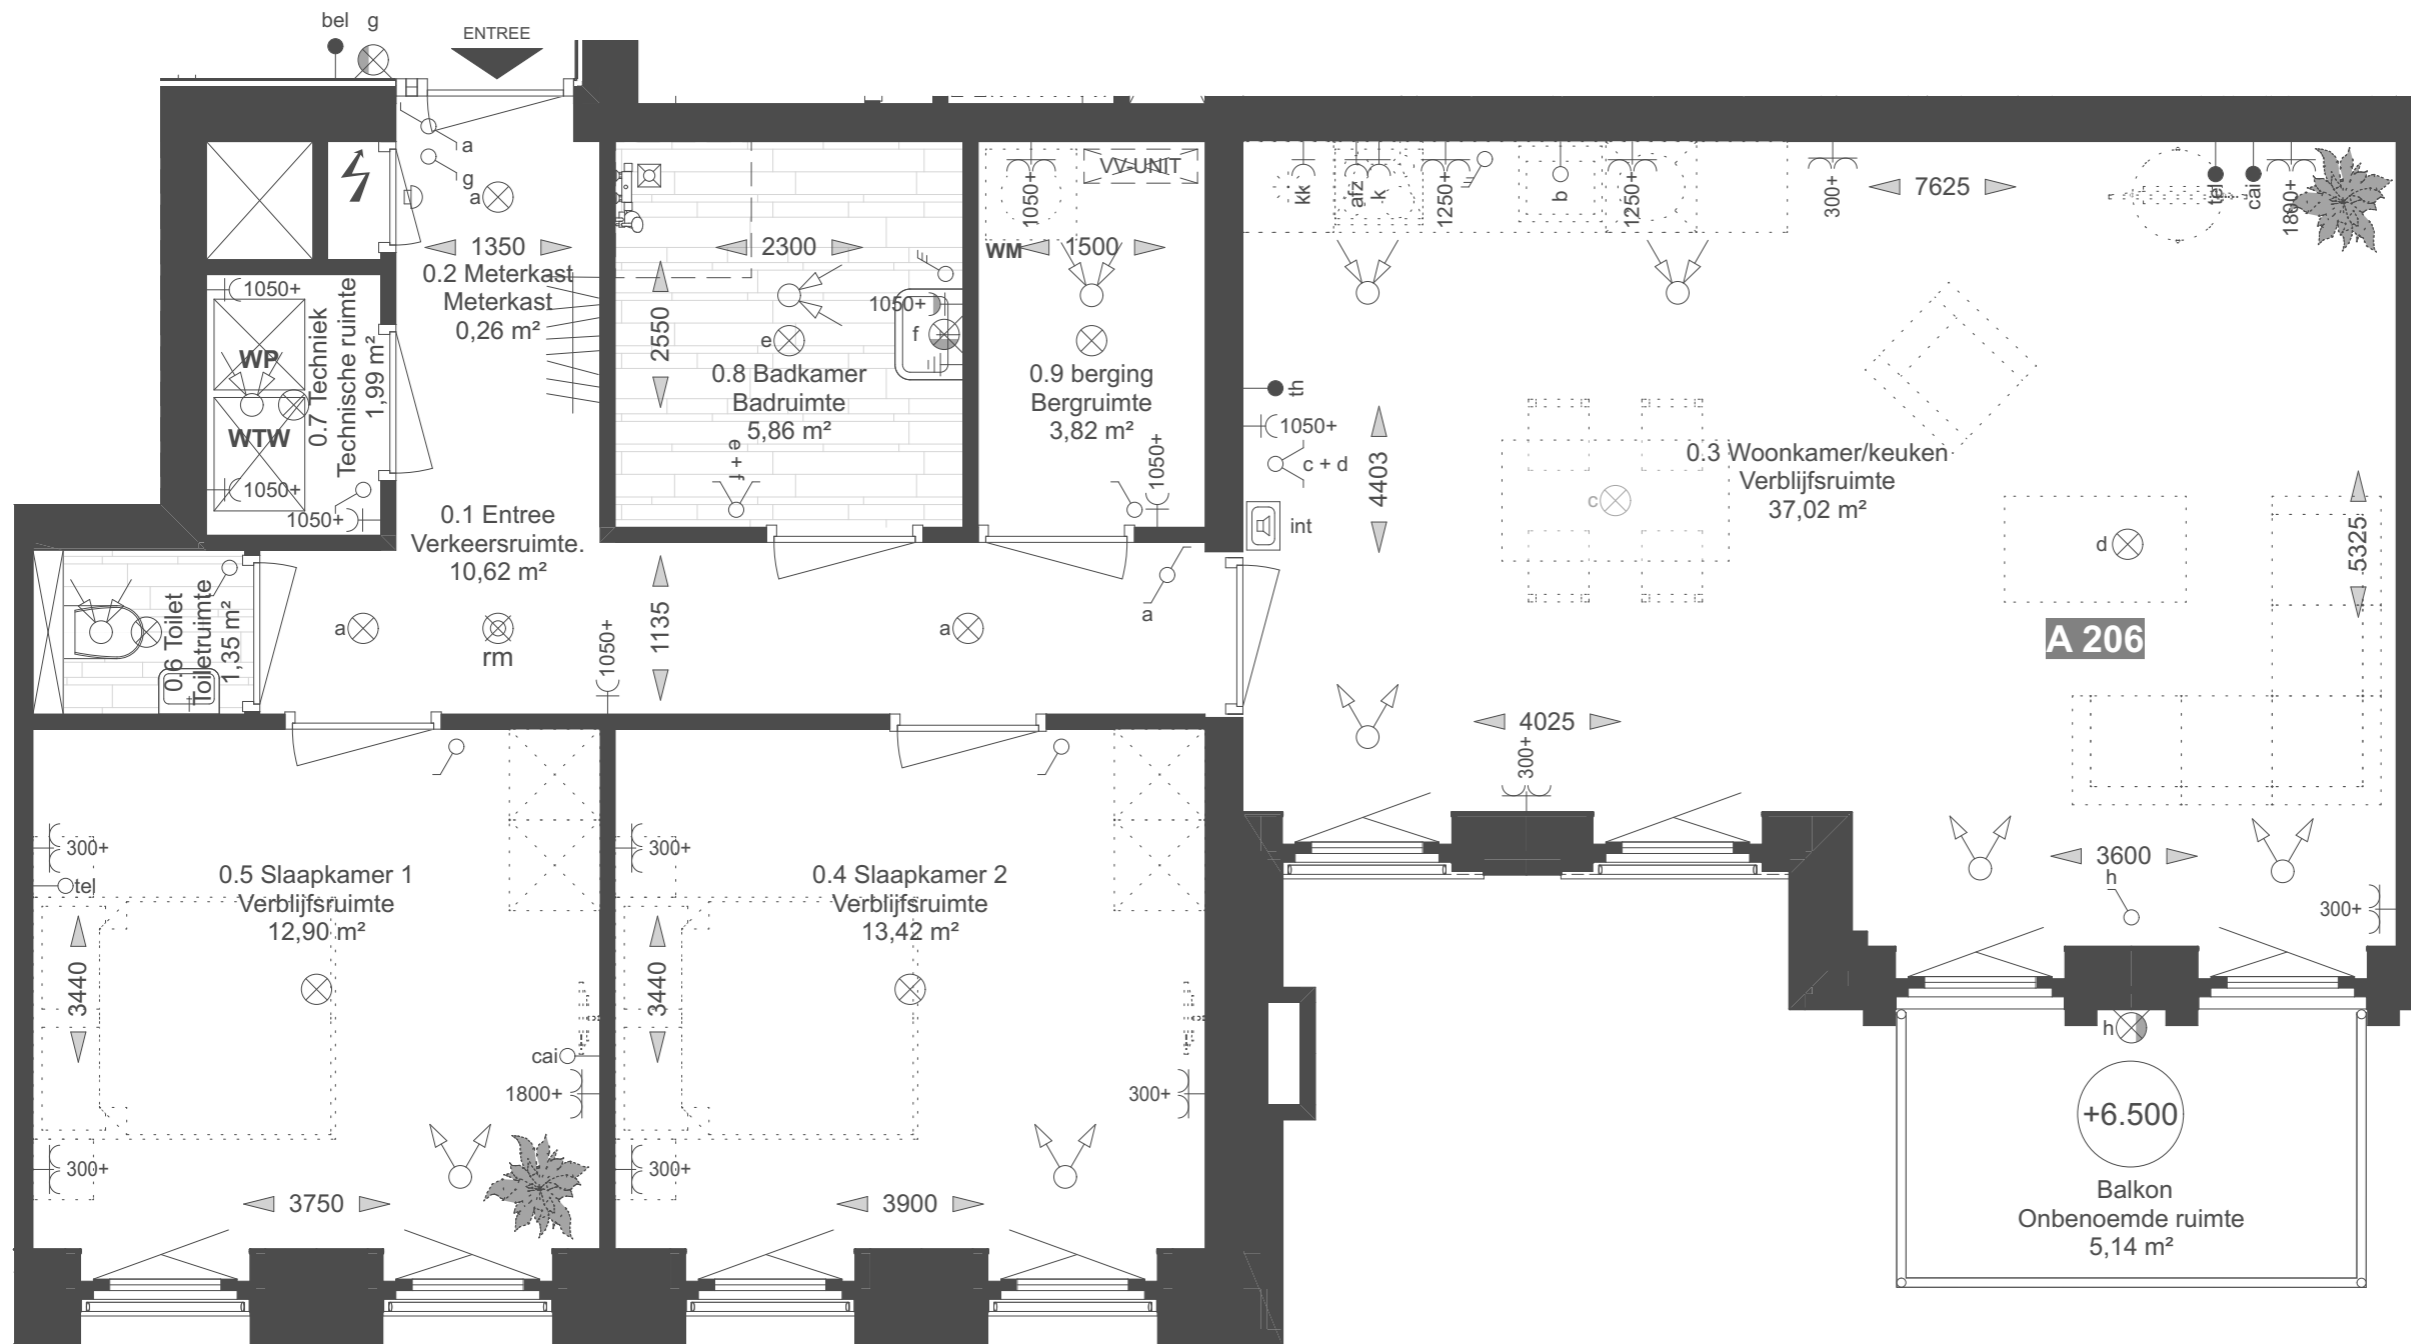 bel
g
ENTREE
a
g
a
1350
0.2 Meterkast
Meterkast
0,26 m²
1050+
0.7 Techniek
Technische ruimte
1,99 m²
WP
WTW
1050+
1050+
2300
2550
1050+
e
f
0.8 Badkamer
Badruimte
5,86 m²
e + f
1050+
VV-UNIT
WM
1500
0.9 berging
Bergruimte
3,82 m²
1050+
kk
afz
k
1250+
b
1250+
300+
7625
tel
cai
1800+
th
1050+
c + d
4403
int
c
0.3 Woonkamer/keuken
Verblijfsruimte
37,02 m²
d
5325
A 206
0.1 Entree
Verkeersruimte.
10,62 m²
0.6 Toilet
Toiletruimte
1,35 m²
a
rm
1050+
1135
a
a
4025
300+
3600
h
300+
300+
tel
0.5 Slaapkamer 1
Verblijfsruimte
12,90 m²
3440
cai
1800+
300+
3750
300+
0.4 Slaapkamer 2
Verblijfsruimte
13,42 m²
3440
300+
300+
3900
h
+6.500
Balkon
Onbenoemde ruimte
5,14 m²